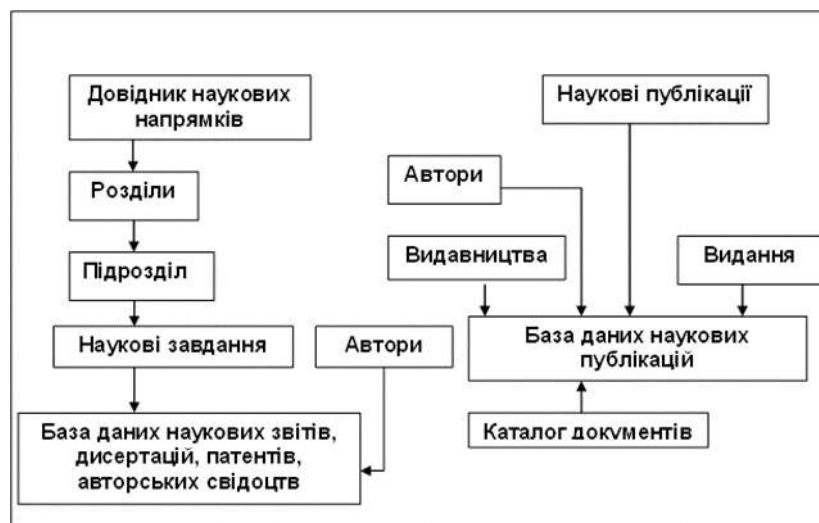 Довідник наукових
напрямків
Розділи
Підрозділ
Наукові завдання
Автори
База даних наукових звітів,
дисертацій, патентів,
авторських свідоцтв
Наукові публікації
Автори
Видавництва
Видання
База даних наукових
публікацій
Каталог документів